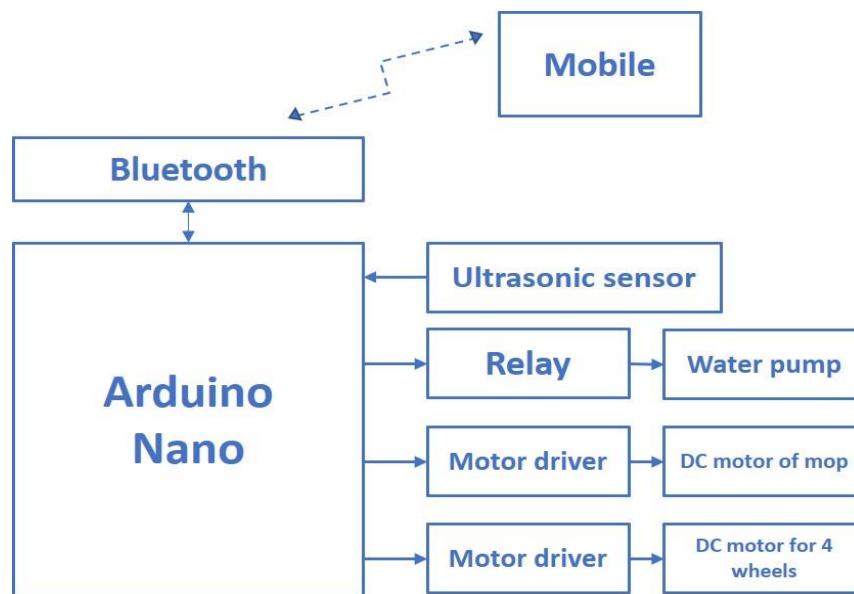 Mobile
Bluetooth
Ultrasonic sensor
Arduino
Nano
Relay
Water pump
Motor driver
DC motor of mop
Motor driver
DC motor for 4
wheels